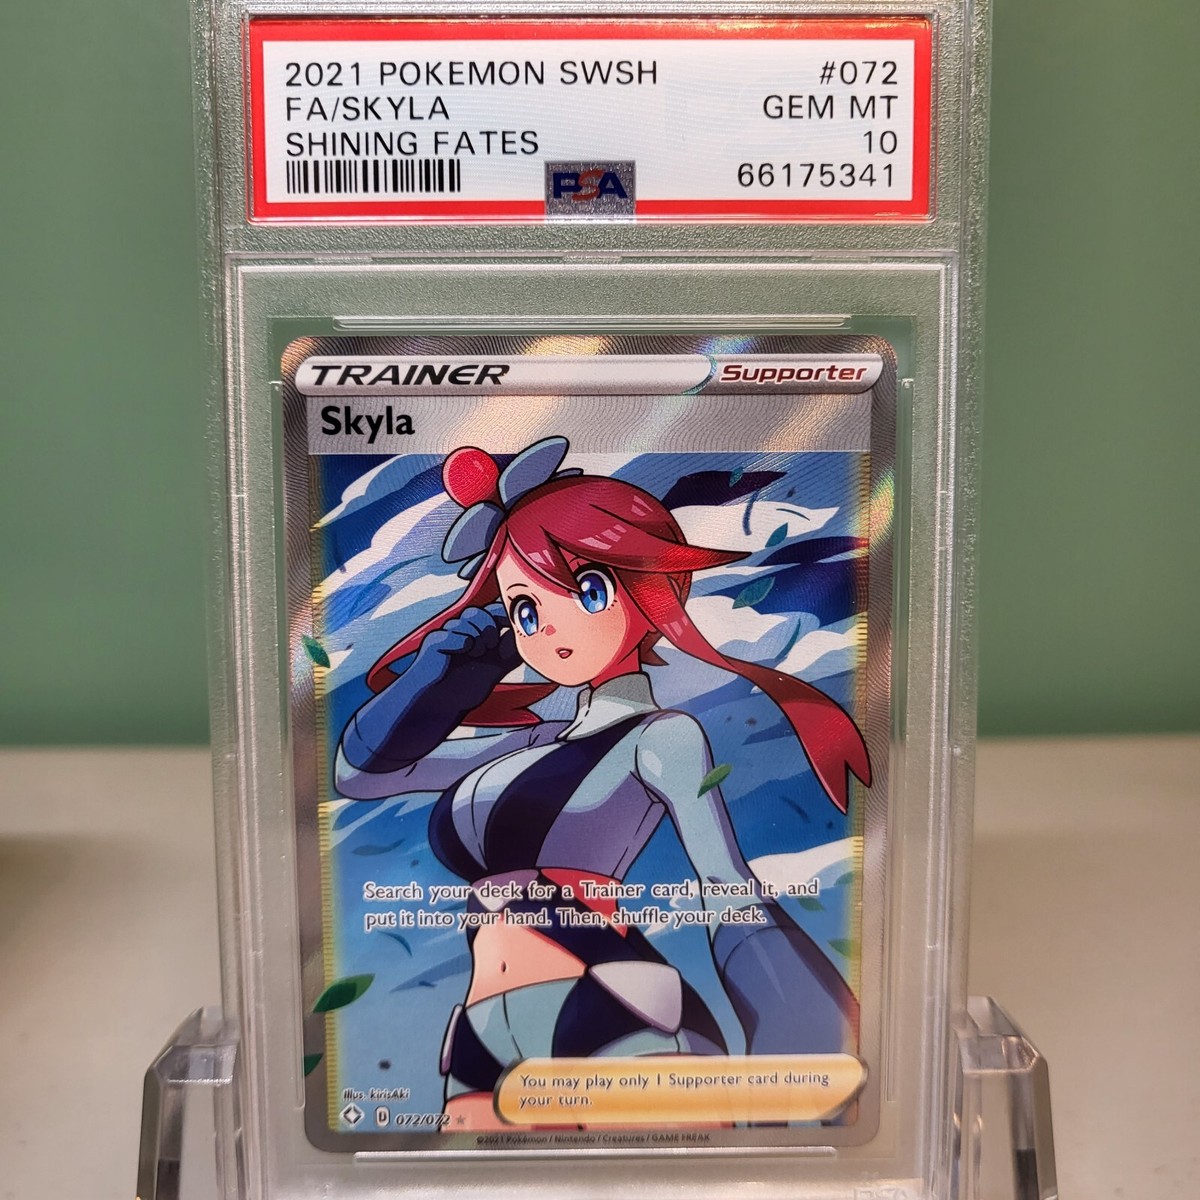 2021 POKEMON SWSH #072
FA/SKYLA GEM MT
SHINING FATES 10
PSA 66175341
TRAINER Supporter
Skyla
Search your deck for a Trainer card, reveal it, and
put it into your hand. Then, shuffle your deck.
You may play only 1 Supporter card during
your turn.
Illus. kirisAki
D 072/072
©2021 Pokémon / Nintendo / Creatures / GAME FREAK